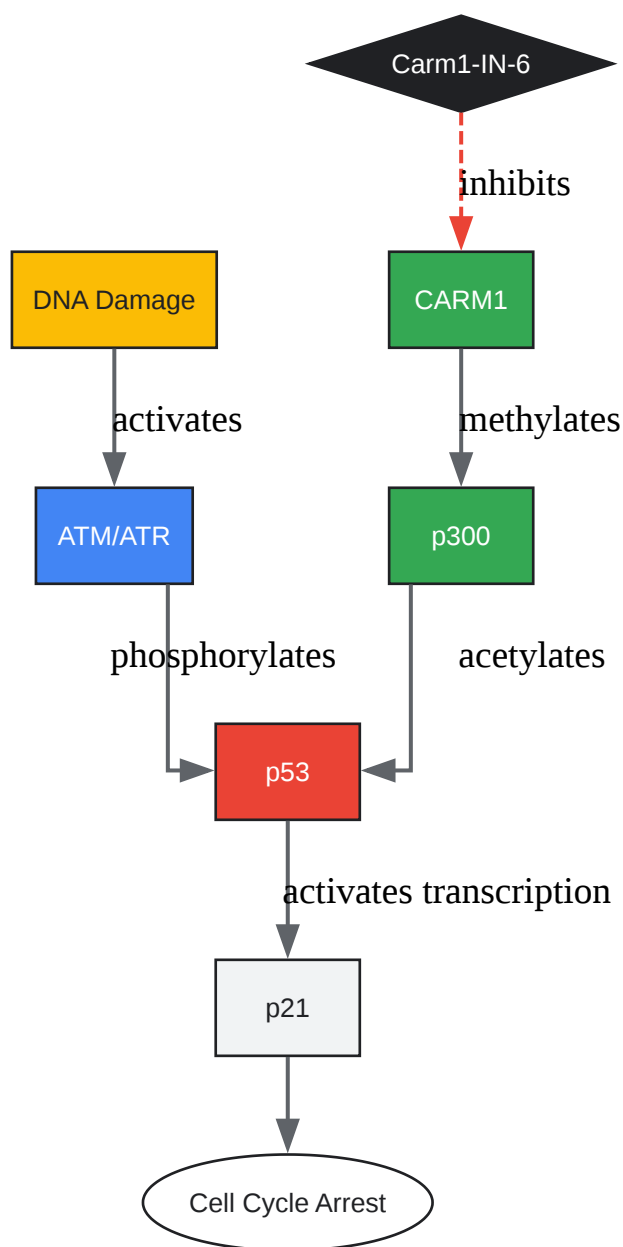 Carm1-IN-6
inhibits
DNA Damage
CARM1
activates
methylates
ATM/ATR
p300
phosphorylates
acetylates
p53
activates transcription
p21
Cell Cycle Arrest